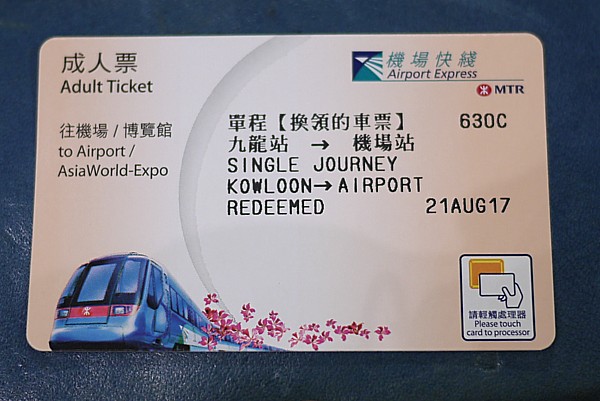 成人票
Adult Ticket
往機場 / 博覽館
to Airport /
AsiaWorld-Expo
機場快綫
Airport Express
MTR
單程【換領的車票】 630C
九龍站 → 機場站
SINGLE JOURNEY
KOWLOON→AIRPORT
REDEEMED 21AUG17
請輕觸處理器
Please touch
card to processor